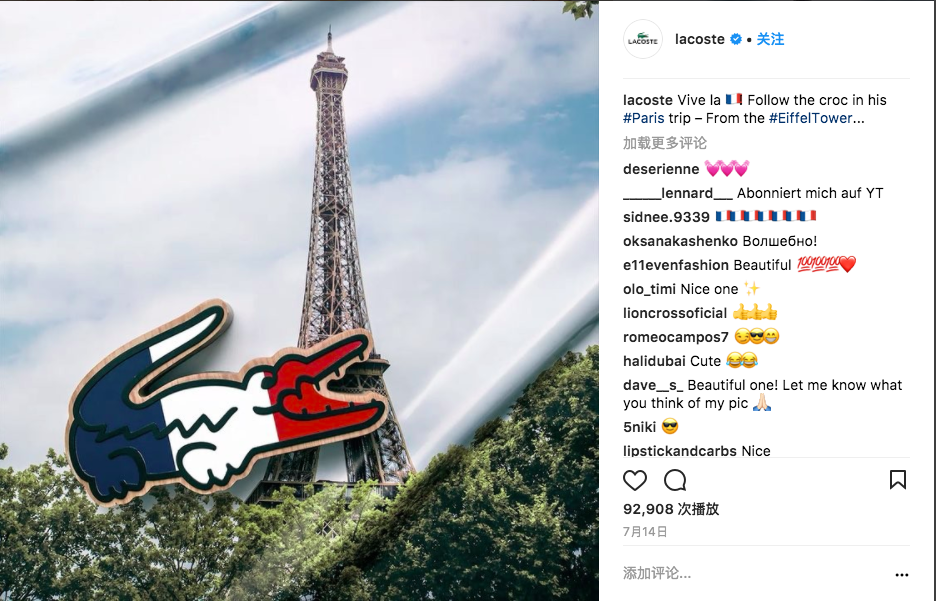 LACOSTE
lacoste • 关注
lacoste Vive la 🇫🇷 Follow the croc in his
#Paris trip – From the #EiffelTower...
加载更多评论
deserienne 💓💓💓
_____lennard___ Abonniert mich auf YT
sidnee.9339 🇫🇷🇫🇷🇫🇷🇫🇷🇫🇷🇫🇷🇫🇷
oksanakashenko Волшебно!
e11evenfashion Beautiful 💯💯💯❤️
olo_timi Nice one ✨
lioncrossoficial 👍👍👍
romeocampos7 😏😎😁
halidubai Cute 😂😂
dave__s_ Beautiful one! Let me know what
you think of my pic 🙏🏻
5niki 😎
lipstickandcarbs Nice
92,908 次播放
7月14日
添加评论...